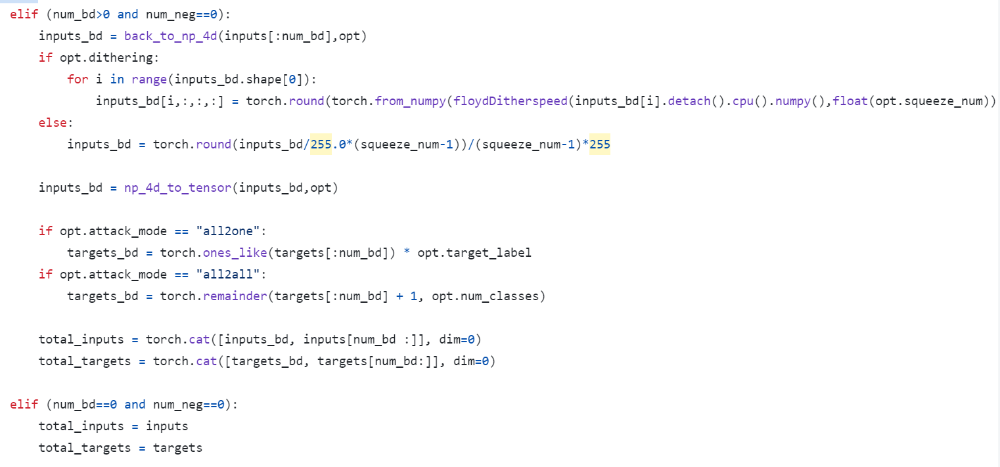 elif (num_bd>0 and num_neg==0):
    inputs_bd = back_to_np_4d(inputs[:num_bd],opt)
    if opt.dithering:
        for i in range(inputs_bd.shape[0]):
            inputs_bd[i,:,:,:] = torch.round(torch.from_numpy(floydDitherspeed(inputs_bd[i].detach().cpu().numpy(),float(opt.squeeze_num))
    else:
        inputs_bd = torch.round(inputs_bd/255.0*(squeeze_num-1))/(squeeze_num-1)*255
    inputs_bd = np_4d_to_tensor(inputs_bd,opt)
    if opt.attack_mode == "all2one":
        targets_bd = torch.ones_like(targets[:num_bd]) * opt.target_label
    if opt.attack_mode == "all2all":
        targets_bd = torch.remainder(targets[:num_bd] + 1, opt.num_classes)
    total_inputs = torch.cat([inputs_bd, inputs[num_bd :]], dim=0)
    total_targets = torch.cat([targets_bd, targets[num_bd:]], dim=0)
elif (num_bd==0 and num_neg==0):
    total_inputs = inputs
    total_targets = targets